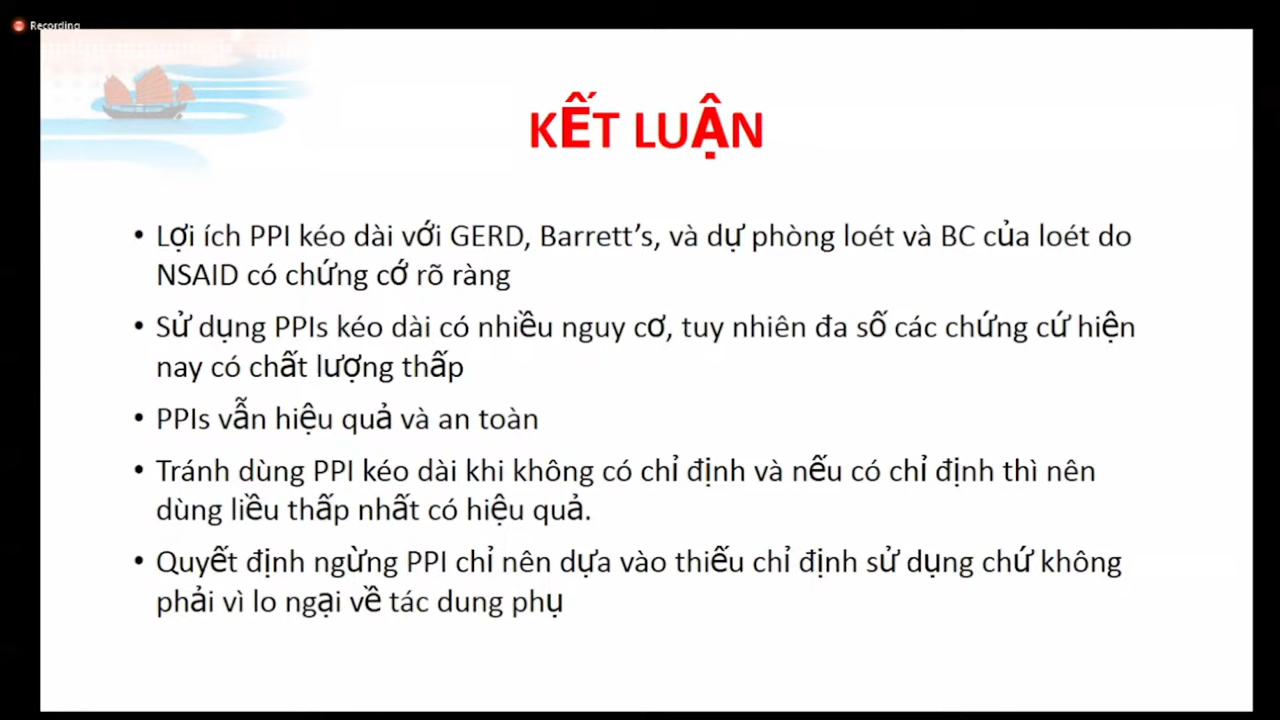 Recording
KẾT LUẬN
• Lợi ích PPI kéo dài với GERD, Barrett’s, và dự phòng loét và BC của loét do
NSAID có chứng cớ rõ ràng
• Sử dụng PPIs kéo dài có nhiều nguy cơ, tuy nhiên đa số các chứng cứ hiện
nay có chất lượng thấp
• PPIs vẫn hiệu quả và an toàn
• Tránh dùng PPI kéo dài khi không có chỉ định và nếu có chỉ định thì nên
dùng liều thấp nhất có hiệu quả.
• Quyết định ngừng PPI chỉ nên dựa vào thiếu chỉ định sử dụng chứ không
phải vì lo ngại về tác dung phụ